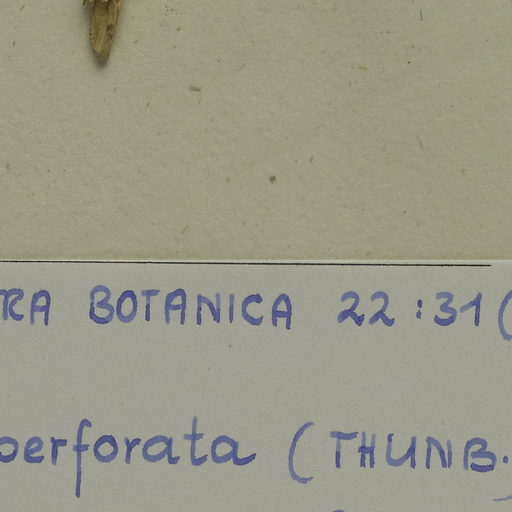 RA BOTANICA 22:31(
perforata (THUNB.